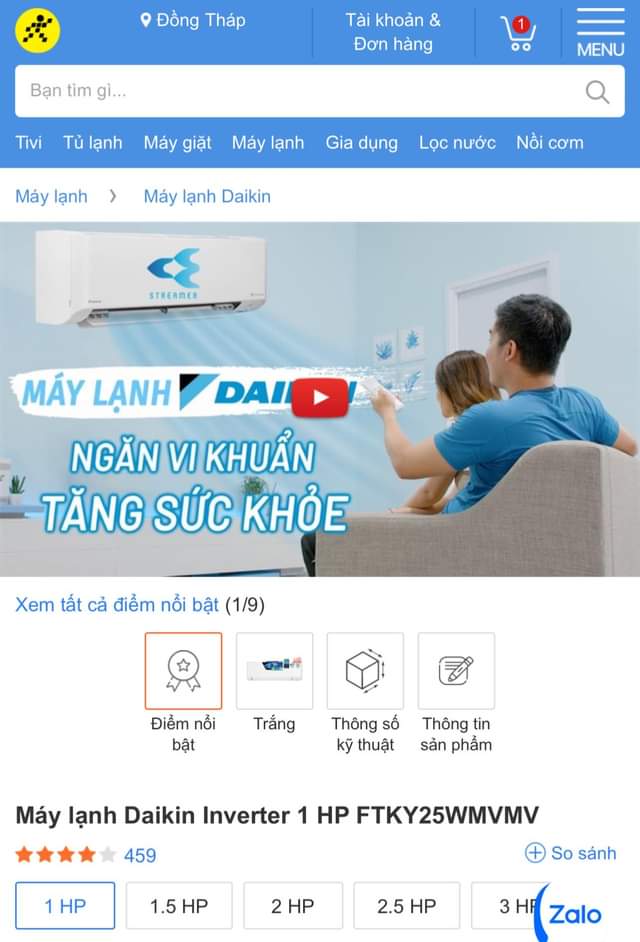 Đồng Tháp
Tài khoản &
Đơn hàng
1
MENU
Bạn tìm gì...
Tivi Tủ lạnh Máy giặt Máy lạnh Gia dụng Lọc nước Nồi cơm
Máy lạnh › Máy lạnh Daikin
STREAMER
MÁY LẠNH DAI
NGĂN VI KHUẨN
TĂNG SỨC KHỎE
Xem tất cả điểm nổi bật (1/9)
Điểm nổi
bật
Trắng
Thông số
kỹ thuật
Thông tin
sản phẩm
Máy lạnh Daikin Inverter 1 HP FTKY25WMVMV
459
So sánh
1 HP 1.5 HP 2 HP 2.5 HP 3 HP
Zalo